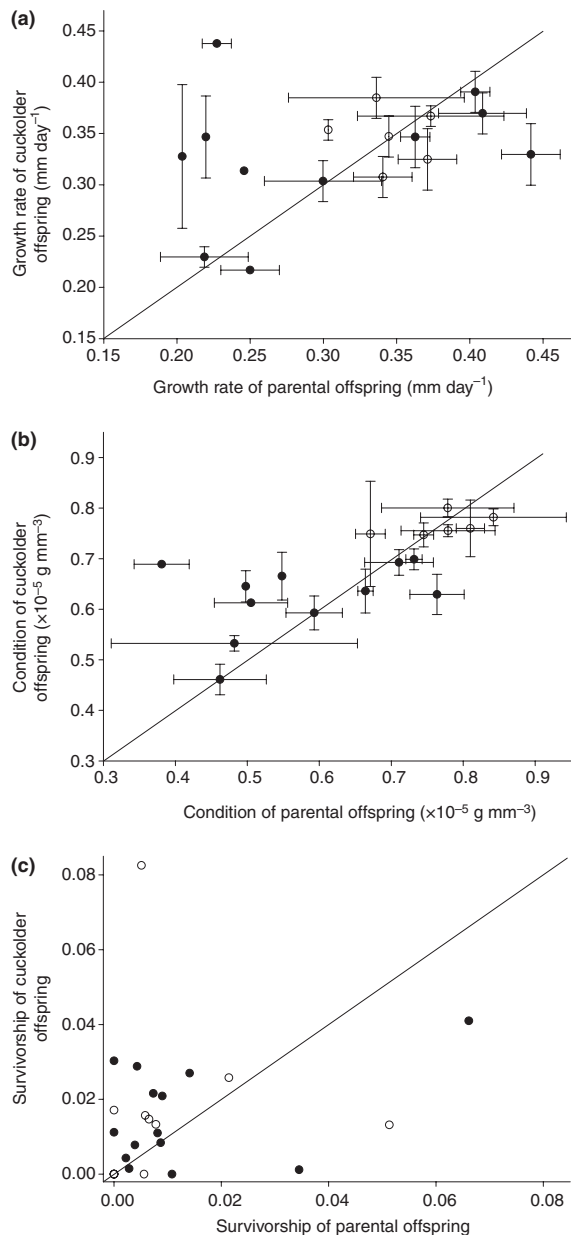 (a)
Growth rate of cuckolder
offspring (mm day⁻¹)
0.45
0.40
0.35
0.30
0.25
0.20
0.15
0.15 0.20 0.25 0.30 0.35 0.40 0.45
Growth rate of parental offspring (mm day⁻¹)
(b)
Condition of cuckolder
offspring (×10⁻⁵ g mm⁻³)
0.9
0.8
0.7
0.6
0.5
0.4
0.3
0.3 0.4 0.5 0.6 0.7 0.8 0.9
Condition of parental offspring (×10⁻⁵ g mm⁻³)
(c)
Survivorship of cuckolder
offspring
0.08
0.06
0.04
0.02
0.00
0.00 0.02 0.04 0.06 0.08
Survivorship of parental offspring